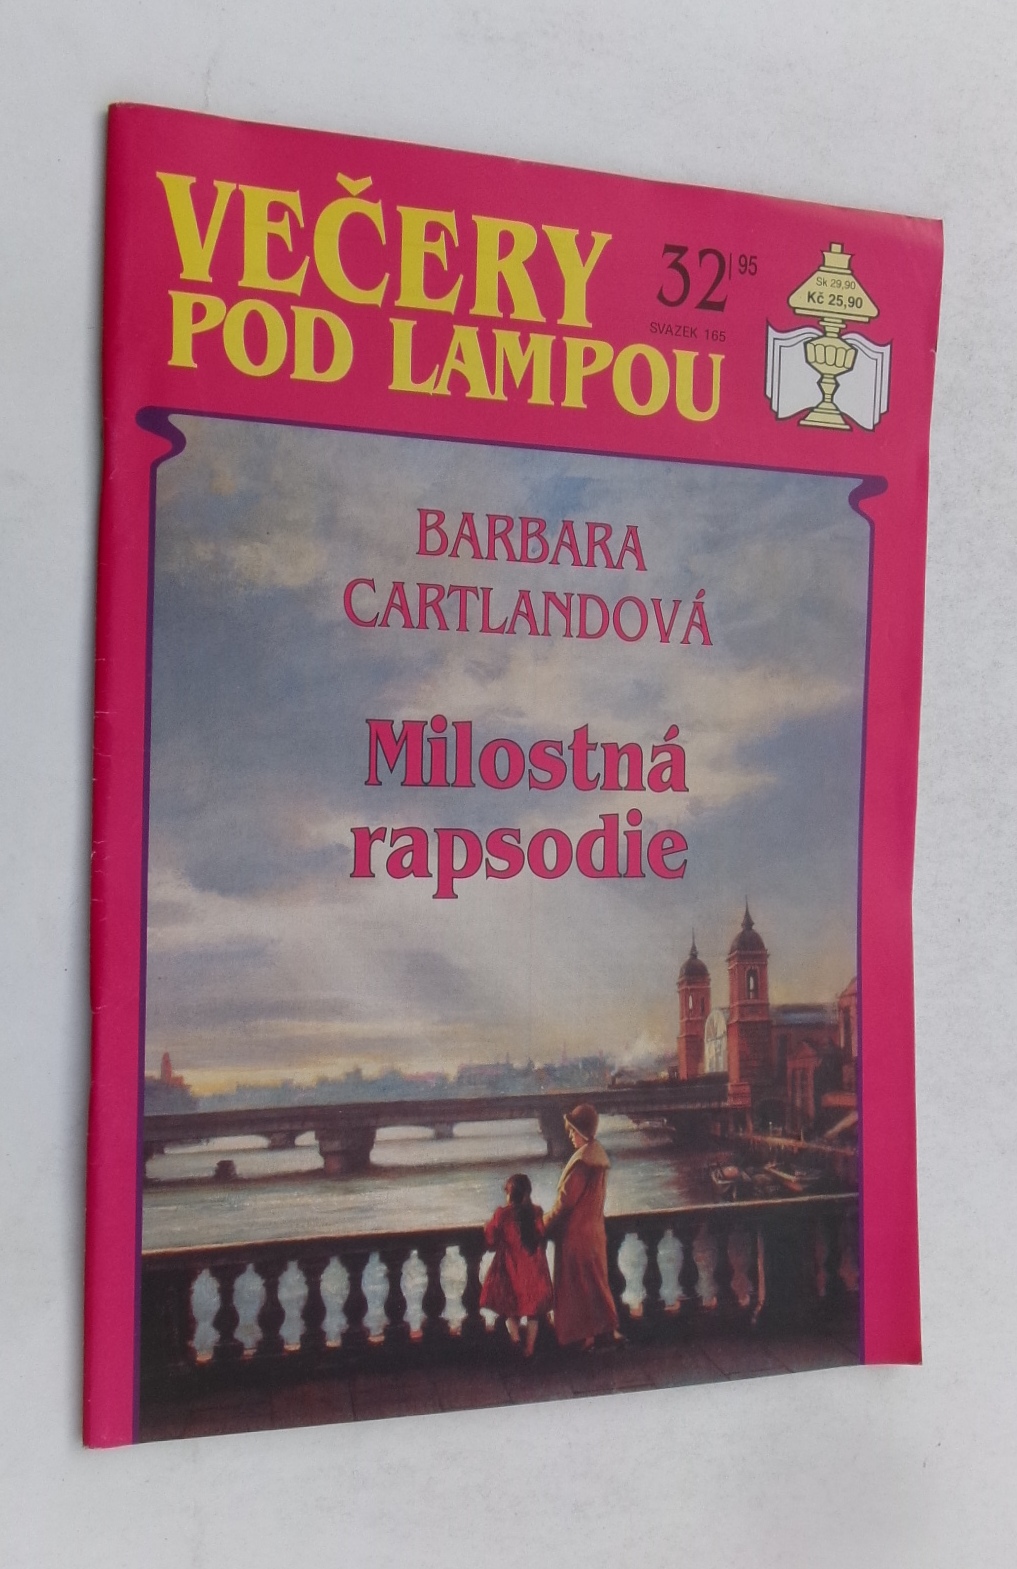 VEČERY
POD LAMPOU
32|95
SVAZEK 165
Sk 29,90
Kč 25,90
BARBARA
CARTLANDOVÁ
Milostná
rapsodie